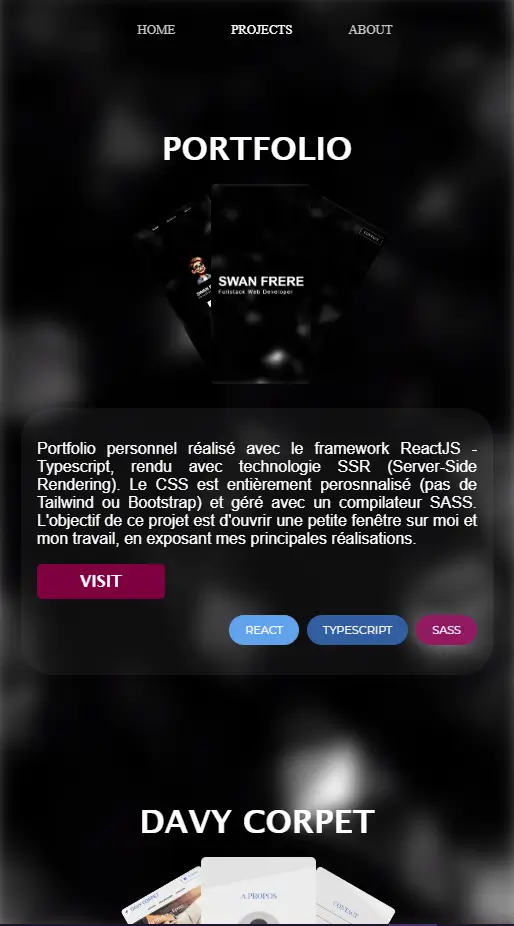 HOME PROJECTS ABOUT
PORTFOLIO
CONTACT
SWAN FRERE
Fullstack Web Developer
Portfolio personnel réalisé avec le framework ReactJS -
Typescript, rendu avec technologie SSR (Server-Side
Rendering). Le CSS est entièrement perosnnalisé (pas de
Tailwind ou Bootstrap) et géré avec un compilateur SASS.
L'objectif de ce projet est d'ouvrir une petite fenêtre sur moi et
mon travail, en exposant mes principales réalisations.
VISIT
REACT TYPESCRIPT SASS
DAVY CORPET
DAVY CORPET
A PROPOS
CONTACT